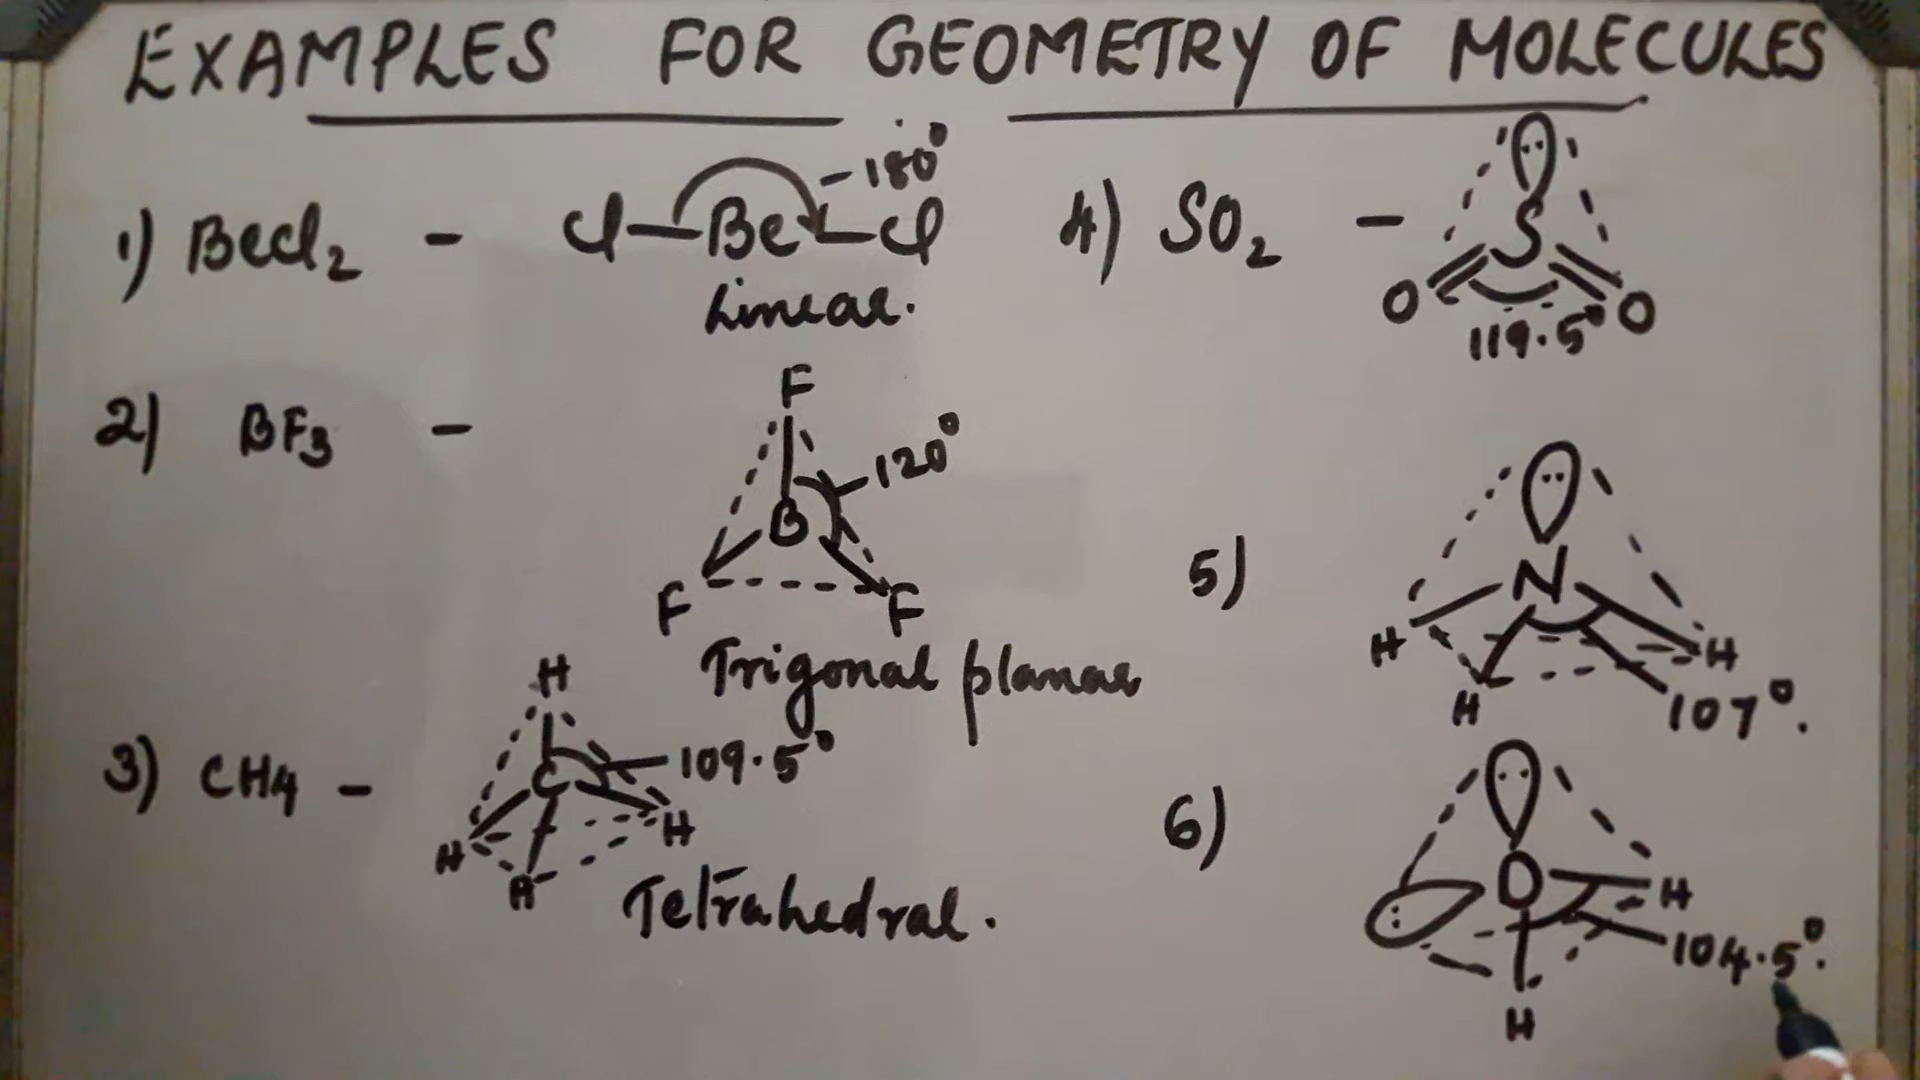 EXAMPLES FOR GEOMETRY OF MOLECULES
1) BeCl2 - Cl-Be-Cl -180°
Linear.
2) BF3 -
F
B
F F
120°
Trigonal planar
3) CH4 -
H
C
H H H
109.5°
Tetrahedral.
4) SO2 -
S
O O
119.5°
5)
N
H H H
107°.
6)
O H
H
104.5°.